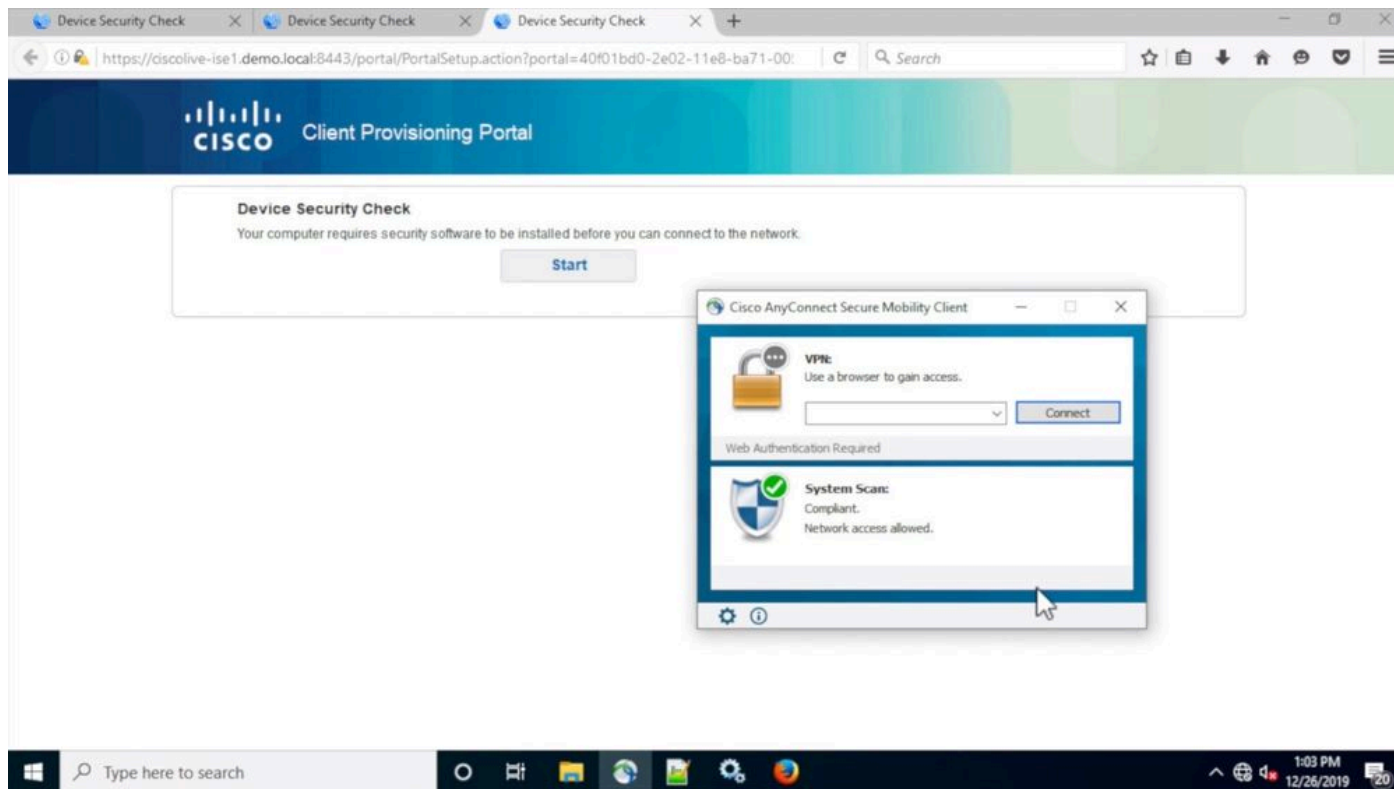 Device Security Check
Device Security Check
Device Security Check
https://ciscolive-ise1.demo.local:8443/portal/PortalSetup.action?portal=40f01bd0-2e02-11e8-ba71-00
Search
CISCO
Client Provisioning Portal
Device Security Check
Your computer requires security software to be installed before you can connect to the network.
Start
Cisco AnyConnect Secure Mobility Client
VPN:
Use a browser to gain access.
Connect
Web Authentication Required
System Scan:
Compliant.
Network access allowed.
Type here to search
1:03 PM
12/26/2019
20